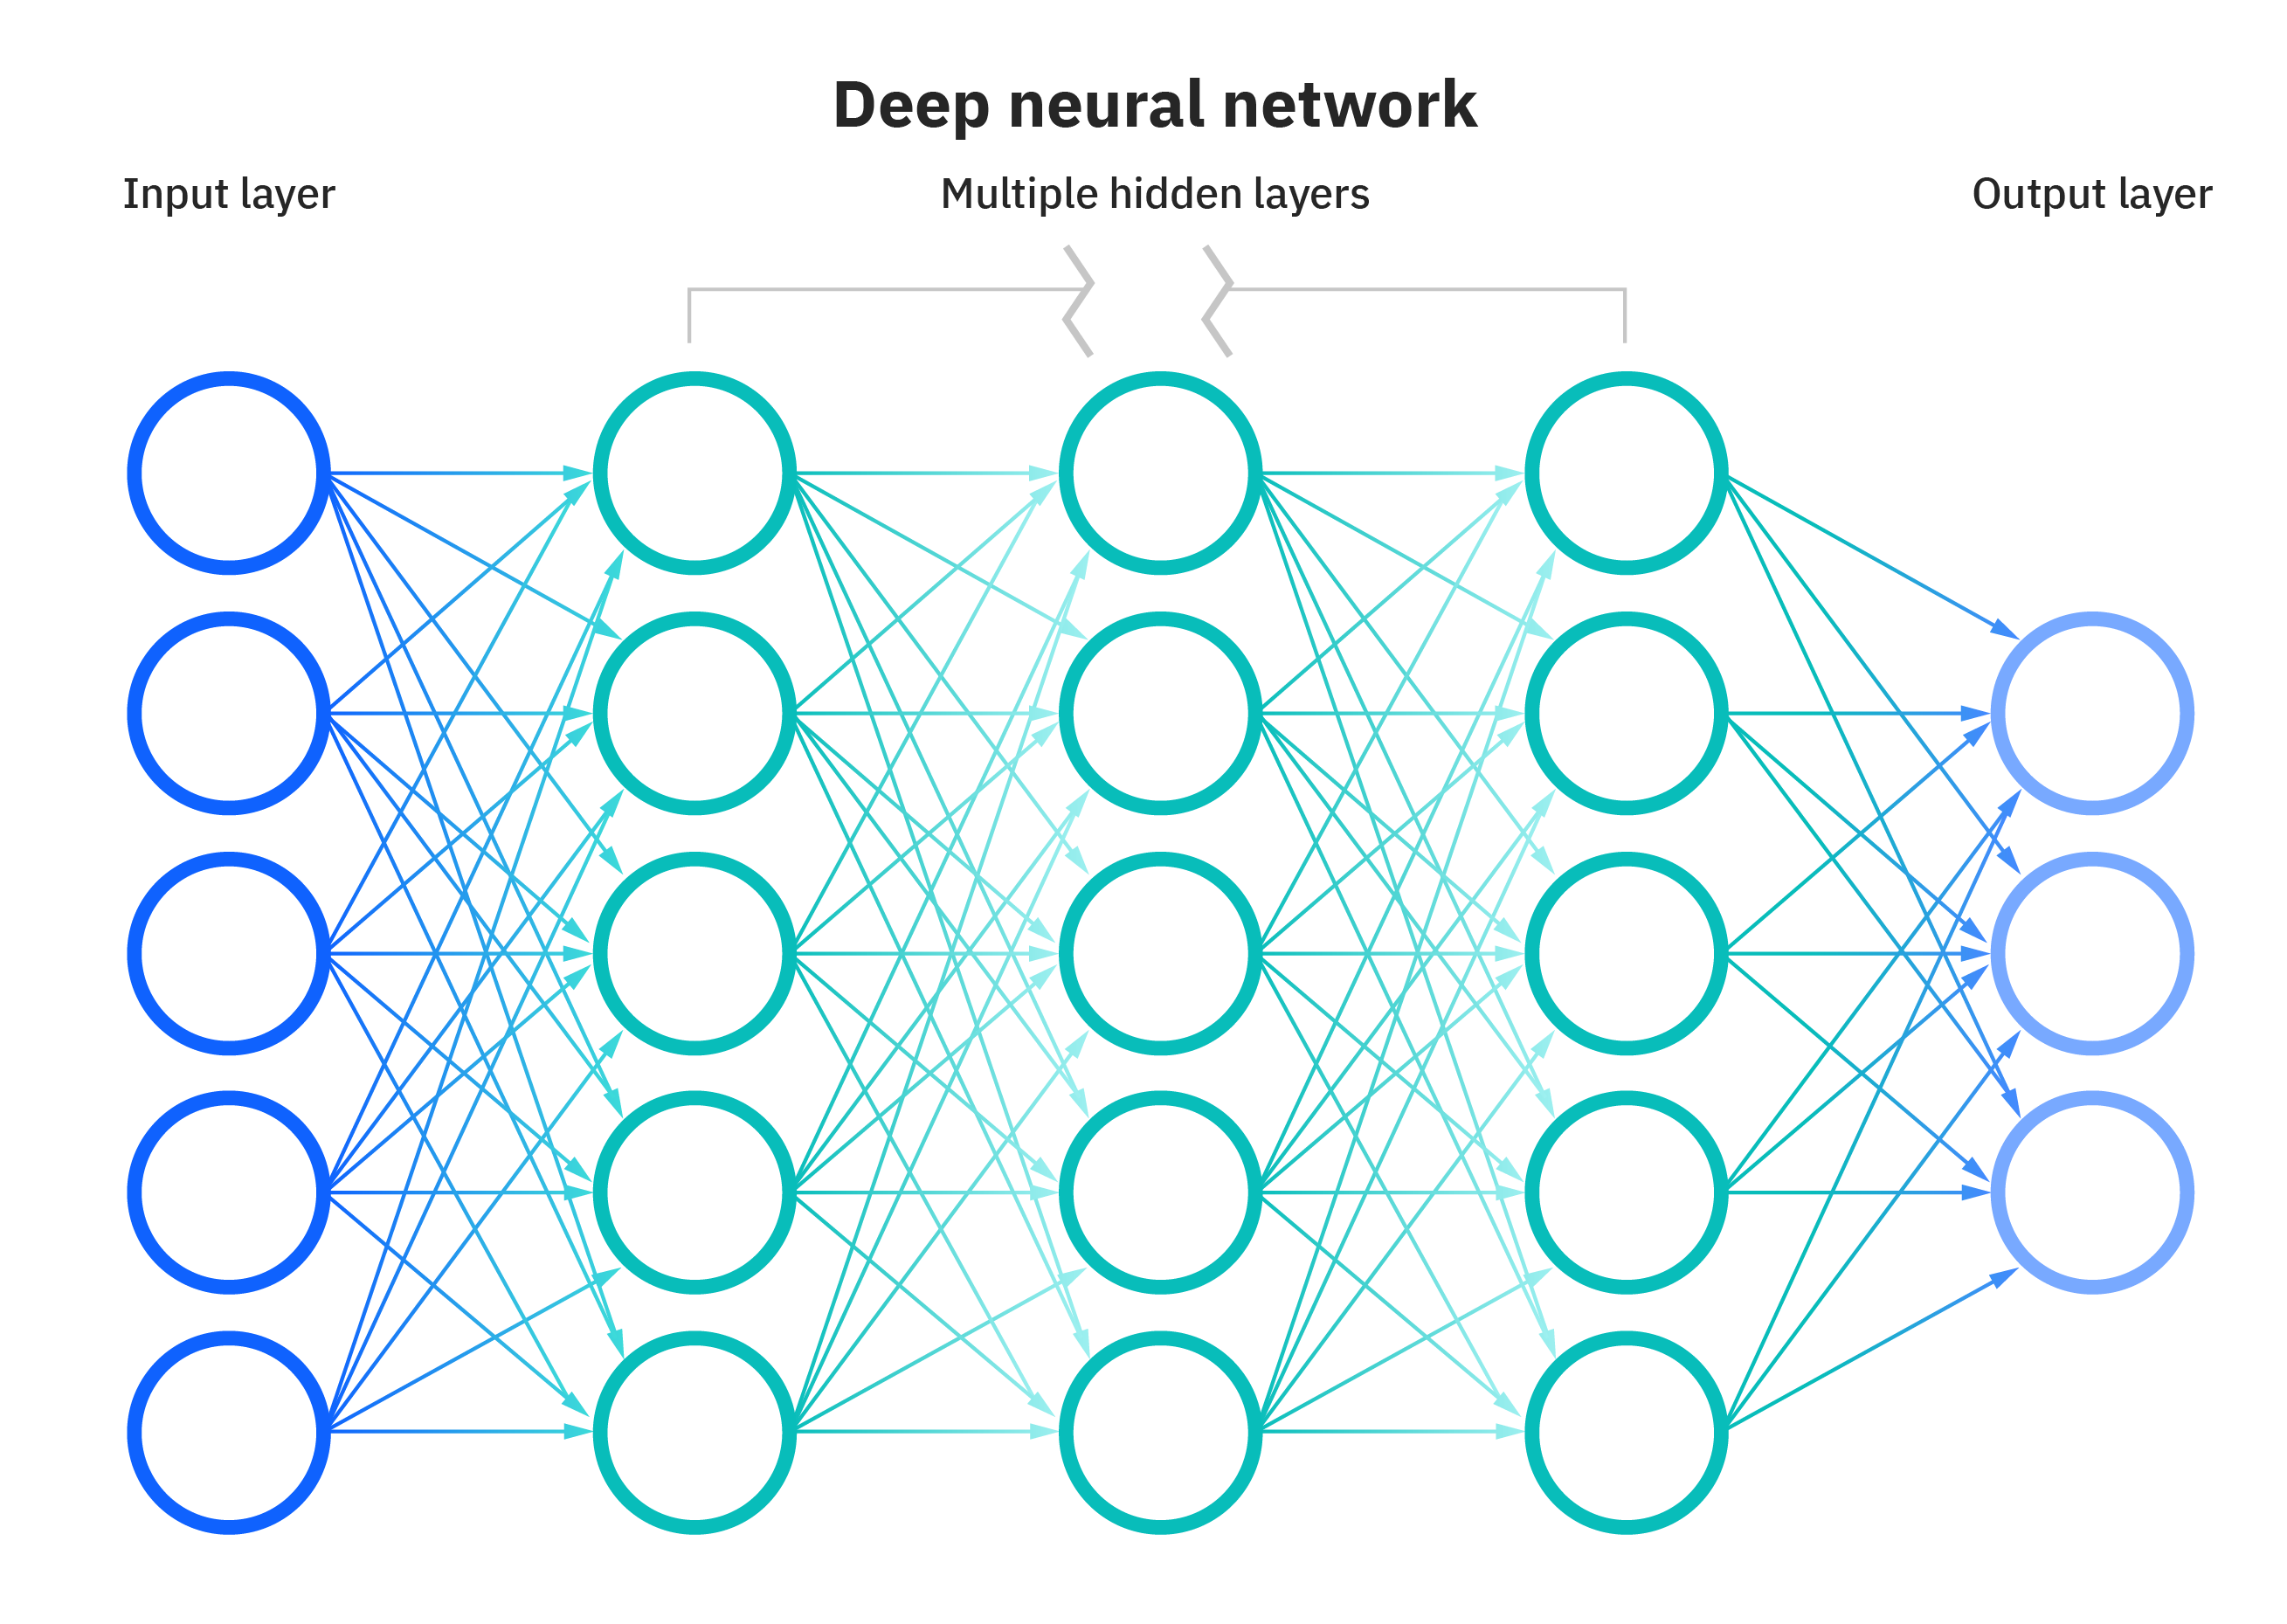 Deep neural network
Input layer
Multiple hidden layers
Output layer